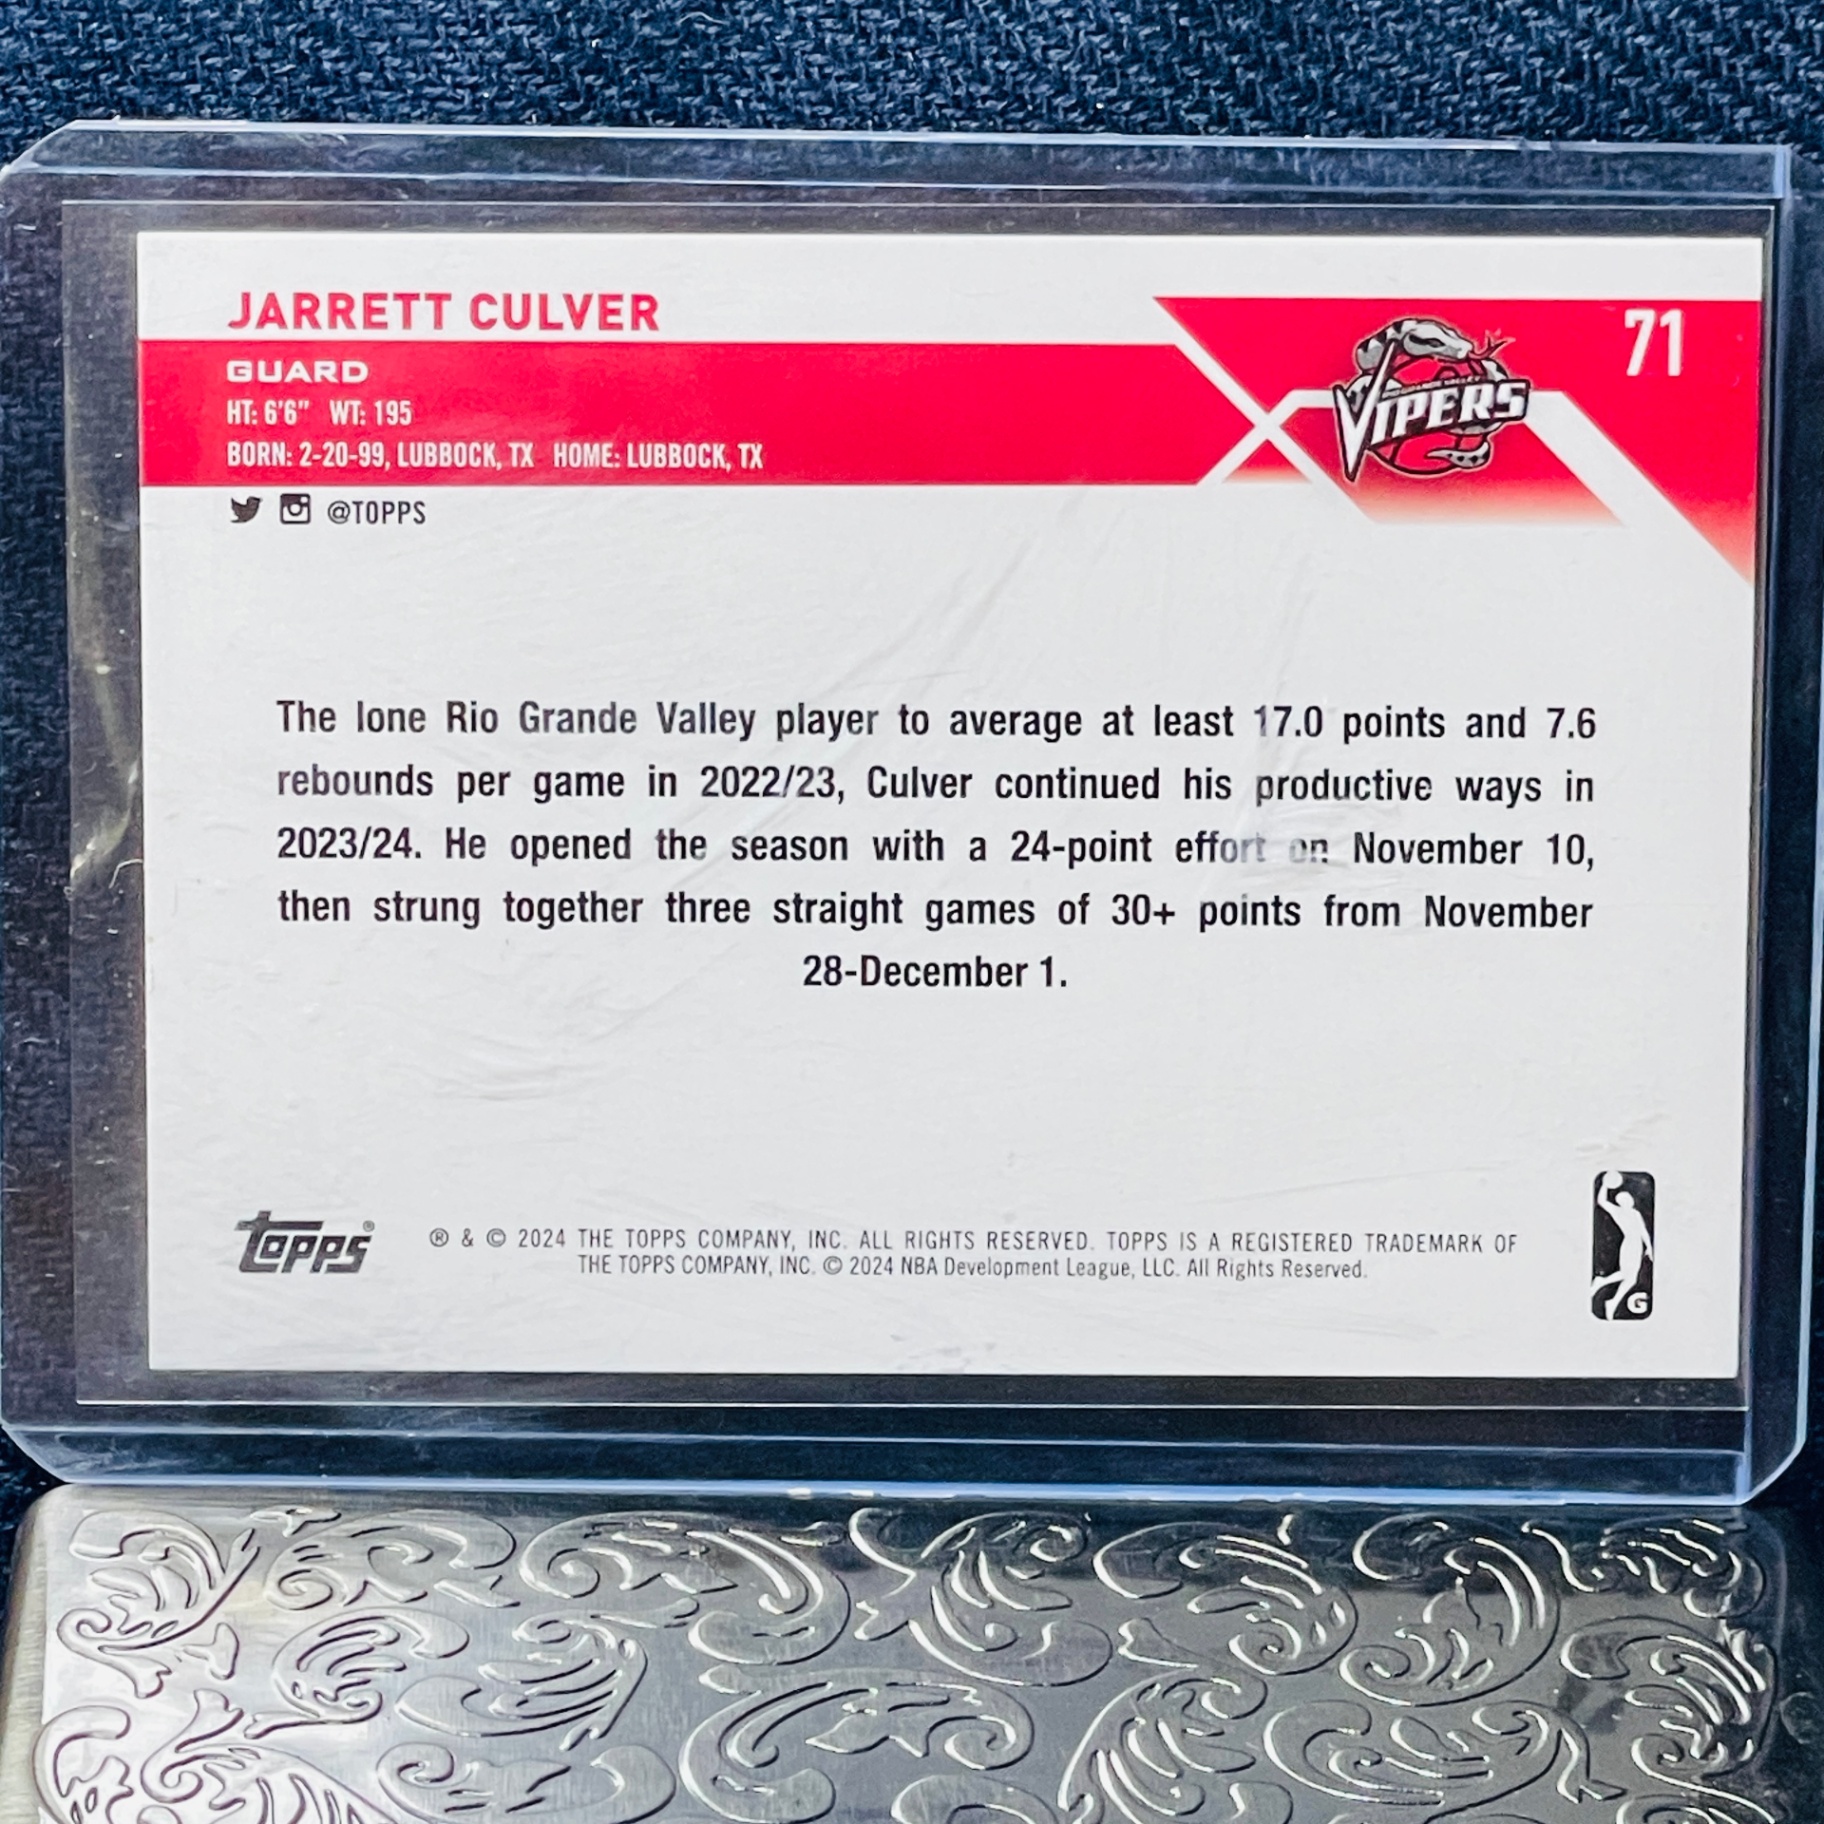 JARRETT CULVER
71
GUARD
HT: 6'6" WT: 195
BORN: 2-20-99, LUBBOCK, TX HOME: LUBBOCK, TX
VIPERS
@TOPPS
The lone Rio Grande Valley player to average at least 17.0 points and 7.6
rebounds per game in 2022/23, Culver continued his productive ways in
2023/24. He opened the season with a 24-point effort on November 10,
then strung together three straight games of 30+ points from November
28-December 1.
Topps®
® & © 2024 THE TOPPS COMPANY, INC. ALL RIGHTS RESERVED. TOPPS IS A REGISTERED TRADEMARK OF
THE TOPPS COMPANY, INC. © 2024 NBA Development League, LLC. All Rights Reserved.
G